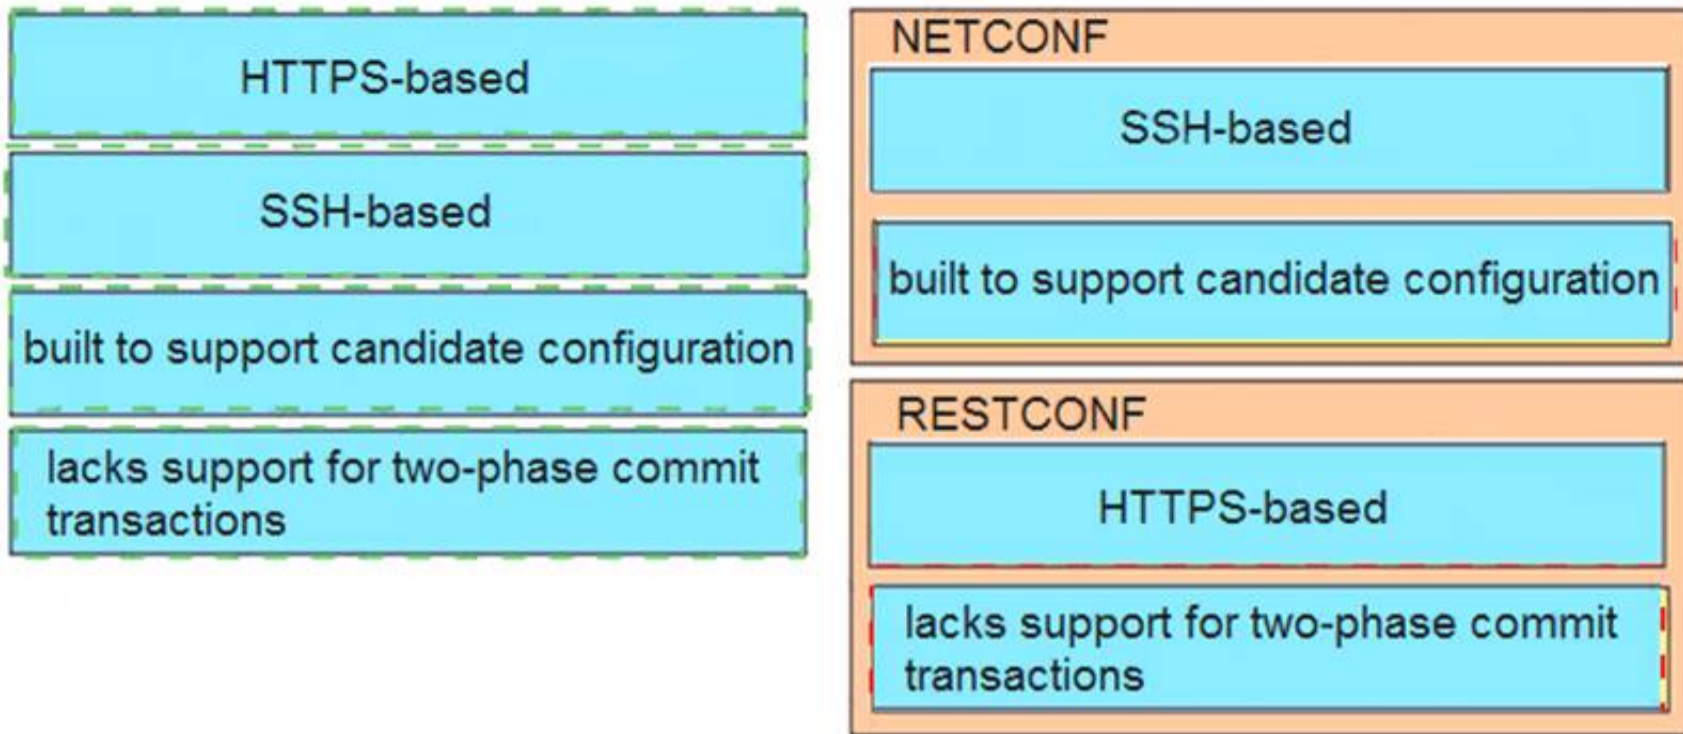 HTTPS-based
SSH-based
built to support candidate configuration
lacks support for two-phase commit
transactions
NETCONF
SSH-based
built to support candidate configuration
RESTCONF
HTTPS-based
lacks support for two-phase commit
transactions